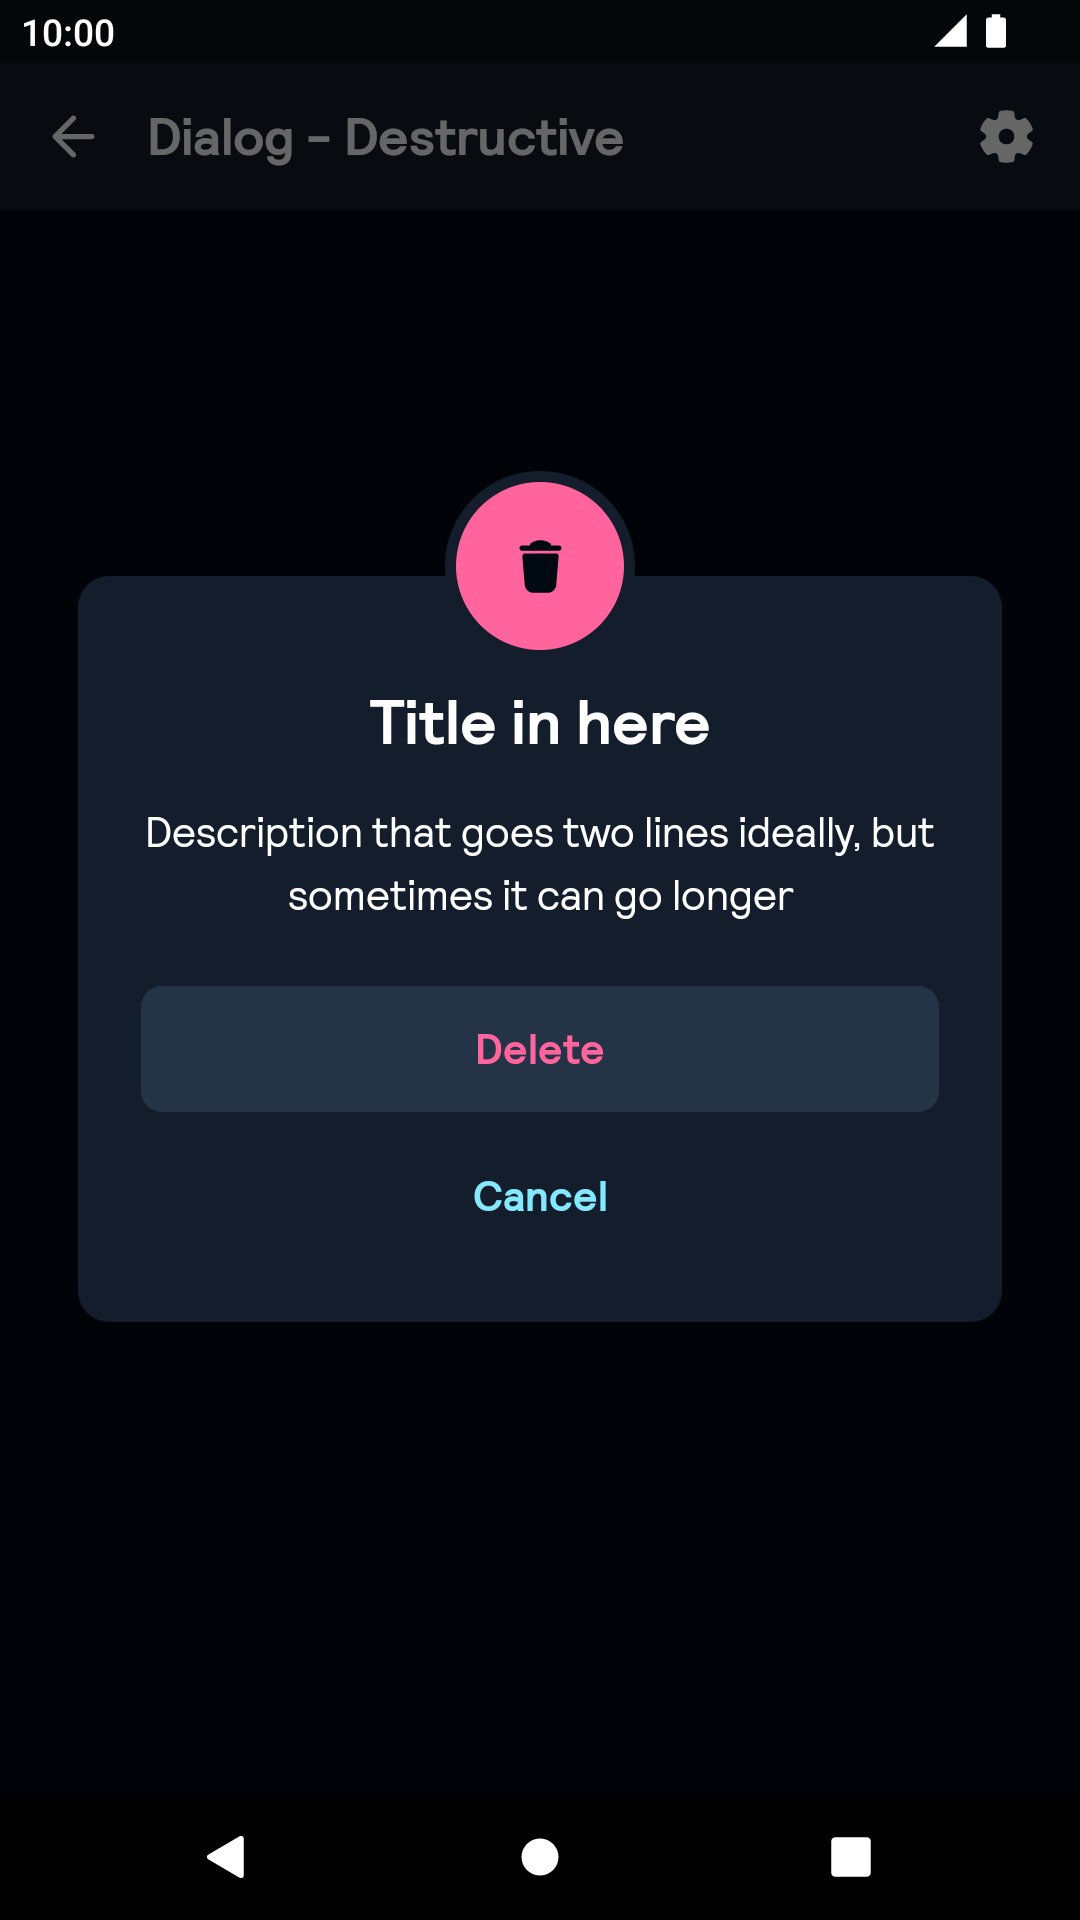 10:00
Dialog - Destructive
Title in here
Description that goes two lines ideally, but
sometimes it can go longer
Delete
Cancel